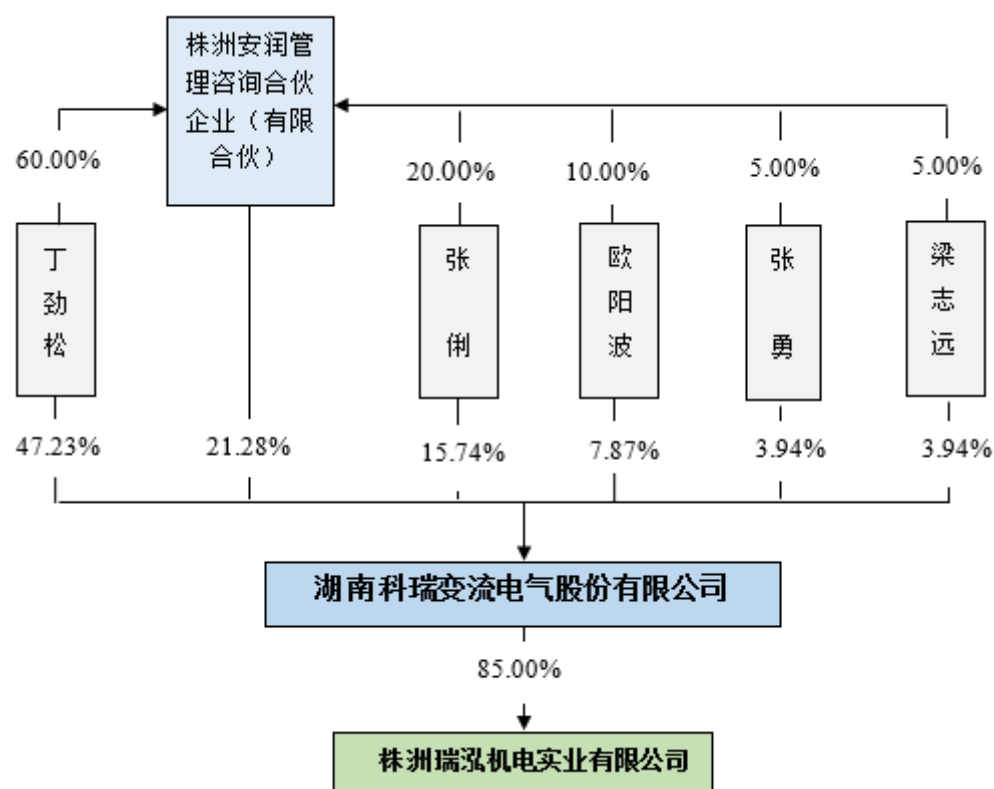 株洲安润管
理咨询合伙
企业（有限
合伙）
60.00%
20.00%
10.00%
5.00%
5.00%
丁
劲
松
张
俐
欧
阳
波
张
勇
梁
志
远
47.23%
21.28%
15.74%
7.87%
3.94%
3.94%
湖南科瑞变流电气股份有限公司
85.00%
株洲瑞泓机电实业有限公司